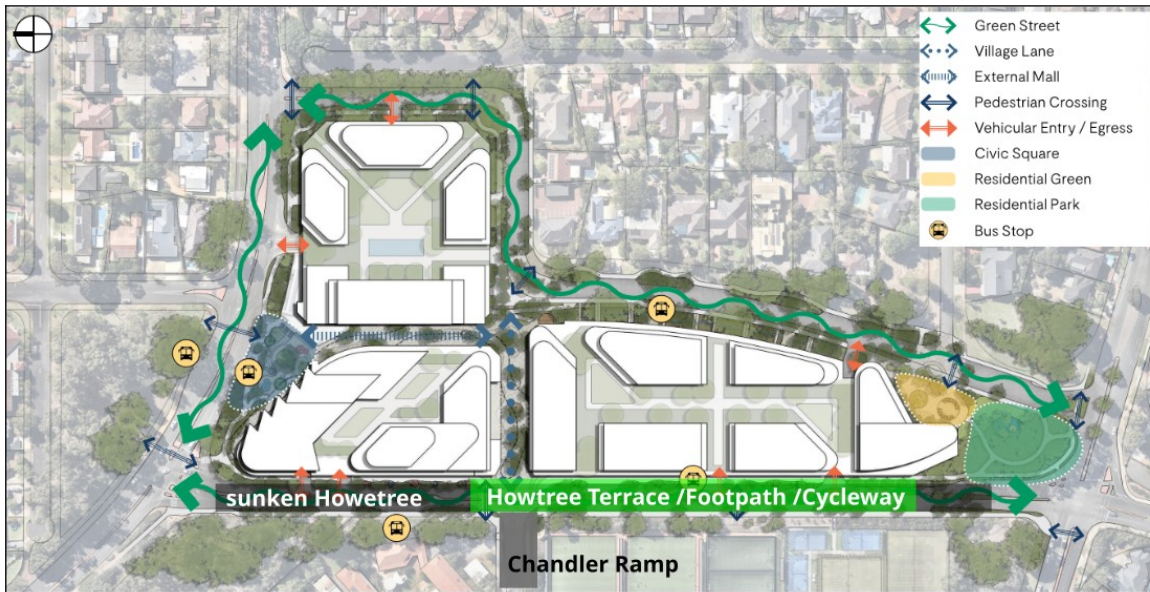 Green Street
Village Lane
External Mall
Pedestrian Crossing
Vehicular Entry / Egress
Civic Square
Residential Green
Residential Park
Bus Stop
sunken Howetree
Howtree Terrace /Footpath /Cycleway
Chandler Ramp